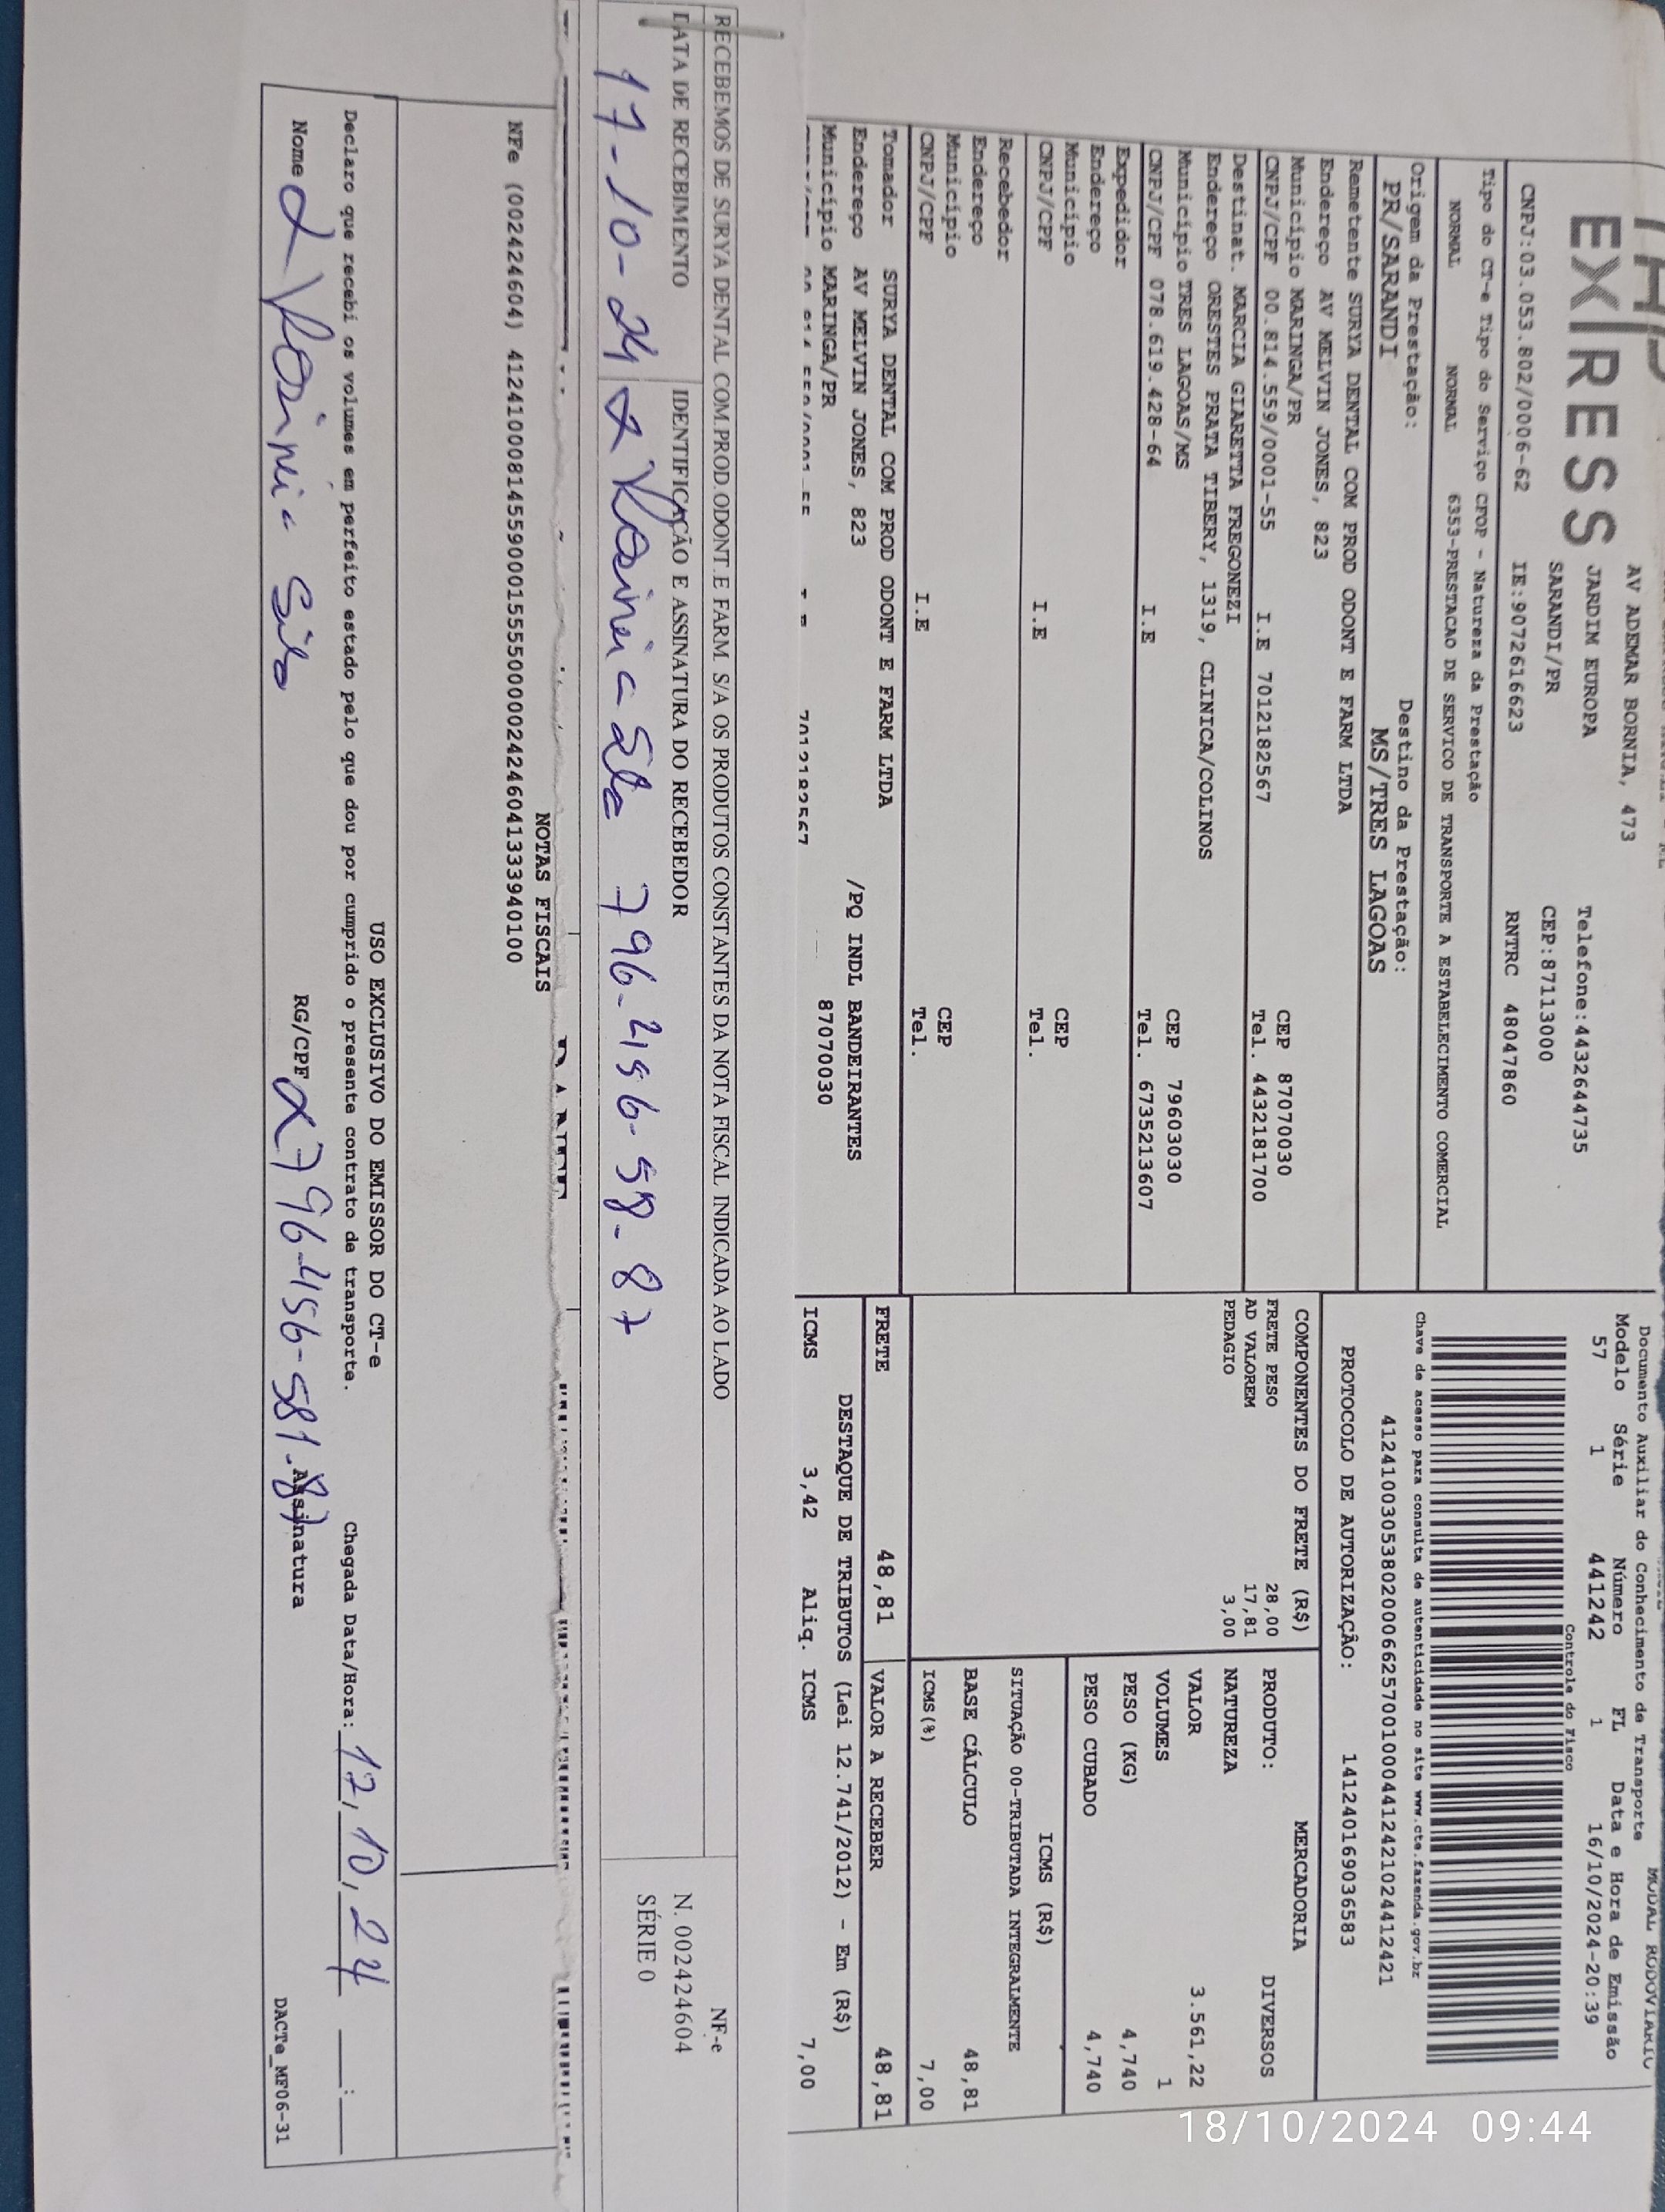 EXPRESS
AV ADEMAR BORNIA, 473
JARDIM EUROPA
Telefone:4432644735
SARANDI/PR
CEP:87113000
CNPJ:03.053.802/0006-62 IE:9072616623 RNTRC 48047860
Tipo do CT-e Tipo do Serviço CFOP - Natureza da Prestação
NORMAL NORMAL 6353-PRESTACAO DE SERVICO DE TRANSPORTE A ESTABELECIMENTO COMERCIAL
Origem da Prestação: Destino da Prestação:
PR/SARANDI MS/TRES LAGOAS
Remetente SURYA DENTAL COM PROD ODONT E FARM LTDA
Endereço AV MELVIN JONES, 823
Município MARINGA/PR CEP 87070030
CNPJ/CPF 00.814.559/0001-55 I.E 7012182567 Tel. 4432181700
Destinat. MARCIA GIARETTA FREGONEZI
Endereço ORESTES PRATA TIBERY, 1319, CLINICA/COLINOS
Município TRES LAGOAS/MS CEP 79603030
CNPJ/CPF 078.619.428-64 I.E Tel. 6735213607
Expedidor
Endereço
Município CEP
CNPJ/CPF I.E Tel.
Recebedor
Endereço
Município CEP
CNPJ/CPF I.E Tel.
Tomador SURYA DENTAL COM PROD ODONT E FARM LTDA
Endereço AV MELVIN JONES, 823 /PQ INDL BANDEIRANTES
Município MARINGA/PR 87070030
7012182567
MODAL RODOVIARIO
Documento Auxiliar do Conhecimento de Transporte
Modelo Série Número FL Data e Hora de Emissão
57 1 441242 1 16/10/2024-20:39
Controle do Fisco
Chave de acesso para consulta de autenticidade no site www.cte.fazenda.gov.br
41241003053802000662570010004412421024412421
PROTOCOLO DE AUTORIZAÇÃO: 141240169036583
COMPONENTES DO FRETE (R$)
FRETE PESO 28,00
AD VALOREM 17,81
PEDAGIO 3,00
MERCADORIA
PRODUTO: DIVERSOS
NATUREZA
VALOR 3.561,22
VOLUMES 1
PESO (KG) 4,740
PESO CUBADO 4,740
ICMS (R$)
SITUAÇÃO 00-TRIBUTADA INTEGRALMENTE
BASE CÁLCULO 48,81
ICMS(%) 7,00
FRETE 48,81 VALOR A RECEBER 48,81
DESTAQUE DE TRIBUTOS (Lei 12.741/2012) - Em (R$)
ICMS 3,42 Aliq. ICMS 7,00
RECEBEMOS DE SURYA DENTAL COM.PROD.ODONT.E FARM. S/A OS PRODUTOS CONSTANTES DA NOTA FISCAL INDICADA AO LADO
DATA DE RECEBIMENTO IDENTIFICAÇÃO E ASSINATURA DO RECEBEDOR
17-10-24 796-456-58-87
NF-e
N. 002424604
SÉRIE 0
NOTAS FISCAIS
NFe (002424604) 41241000814559000155550000024246041333940100
USO EXCLUSIVO DO EMISSOR DO CT-e
Declaro que recebi os volumes em perfeito estado pelo que dou por cumprido o presente contrato de transporte. Chegada Data/Hora: 17,10,24 __:__
Nome RG/CPF 796-456-581-87 Assinatura
DACTe_MF06-31
18/10/2024 09:44